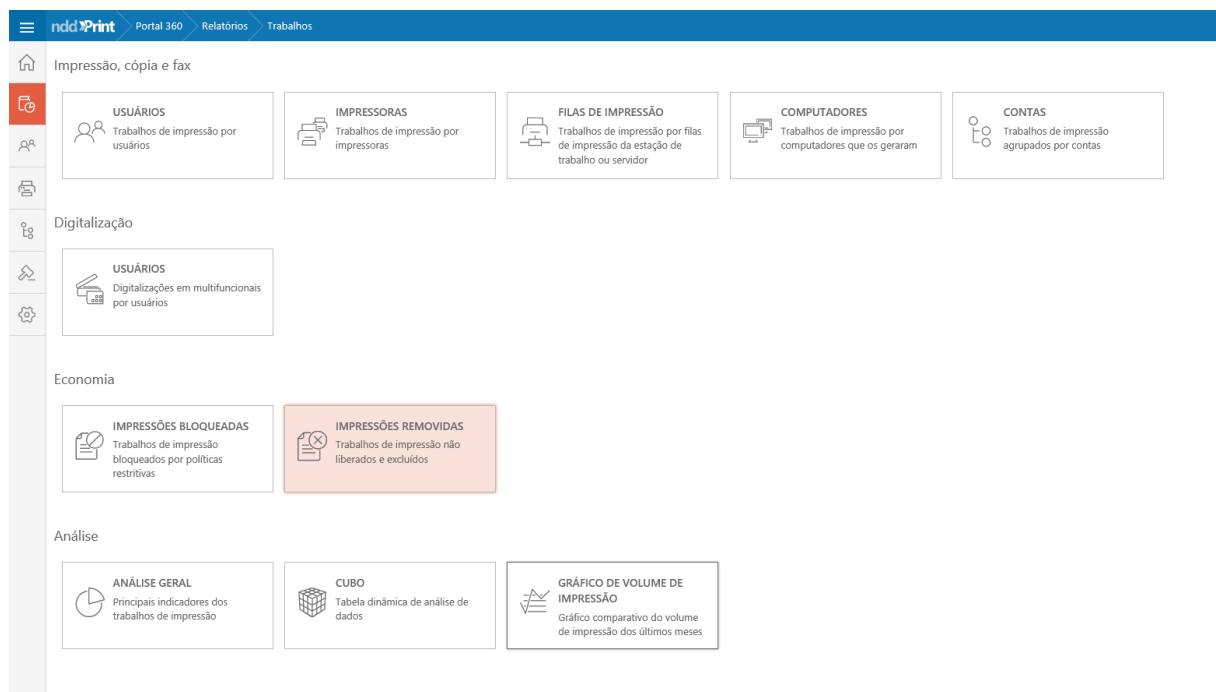 nddPrint Portal 360 Relatórios Trabalhos
Impressão, cópia e fax
USUÁRIOS
Trabalhos de impressão por
usuários
IMPRESSORAS
Trabalhos de impressão por
impressoras
FILAS DE IMPRESSÃO
Trabalhos de impressão por filas
de impressão da estação de
trabalho ou servidor
COMPUTADORES
Trabalhos de impressão por
computadores que os geraram
CONTAS
Trabalhos de impressão
agrupados por contas
Digitalização
USUÁRIOS
Digitalizações em multifuncionais
por usuários
Economia
IMPRESSÕES BLOQUEADAS
Trabalhos de impressão
bloqueados por políticas
restritivas
IMPRESSÕES REMOVIDAS
Trabalhos de impressão não
liberados e excluídos
Análise
ANÁLISE GERAL
Principais indicadores dos
trabalhos de impressão
CUBO
Tabela dinâmica de análise de
dados
GRÁFICO DE VOLUME DE
IMPRESSÃO
Gráfico comparativo do volume
de impressão dos últimos meses